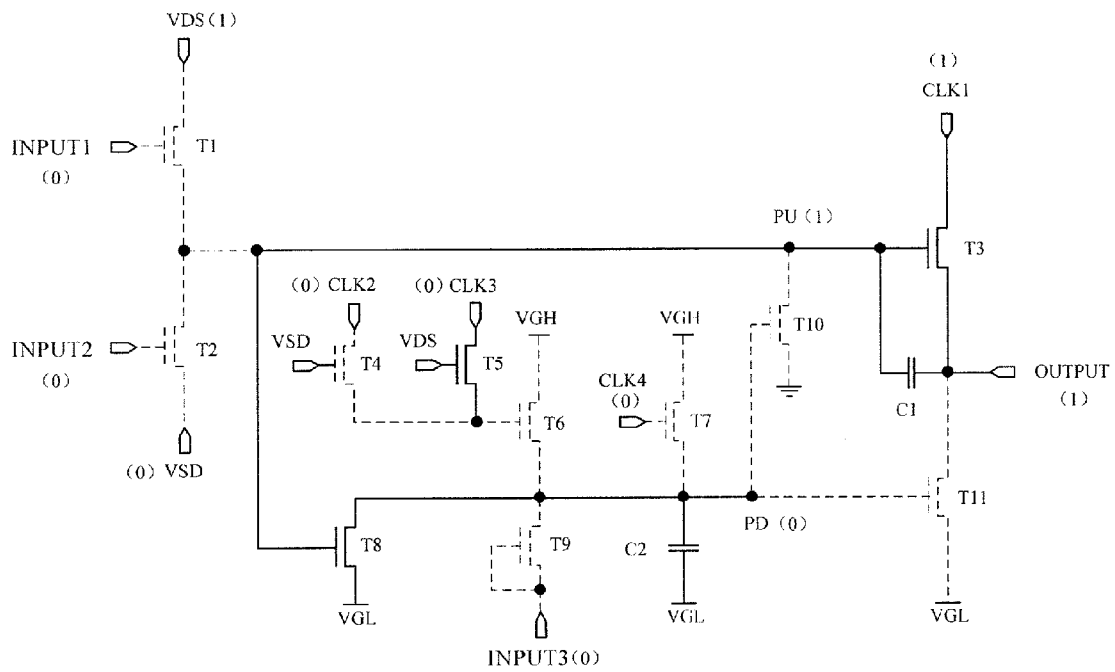 VDS(1)
(1)
CLK1
INPUT1
(0)
T1
PU(1)
T3
(0) CLK2
(0) CLK3
VGH
VGH
T10
INPUT2
(0)
T2
VSD
T4
VDS
T5
CLK4
(0)
T6
T7
C1
OUTPUT
(1)
(0) VSD
T11
PD(0)
T8
T9
C2
VGL
VGL
VGL
INPUT3(0)